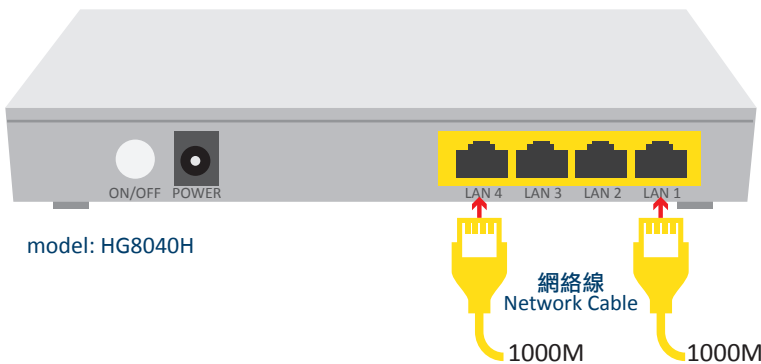 ON/OFF POWER LAN 4 LAN 3 LAN 2 LAN 1
model: HG8040H
網絡線
Network Cable
1000M 1000M